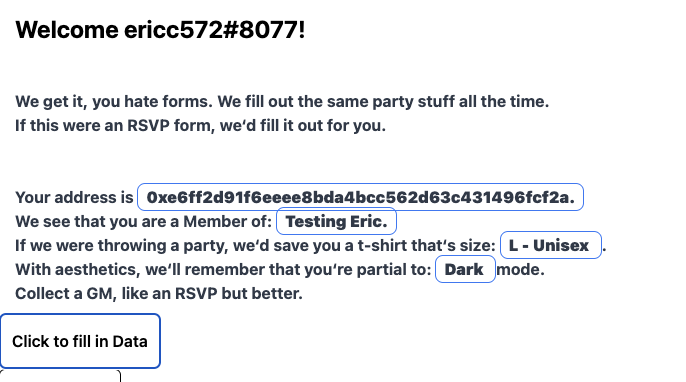 Welcome ericc572#8077!
We get it, you hate forms. We fill out the same party stuff all the time.
If this were an RSVP form, we’d fill it out for you.
Your address is 0xe6ff2d91f6eeee8bda4bcc562d63c431496fcf2a.
We see that you are a Member of: Testing Eric.
If we were throwing a party, we’d save you a t-shirt that’s size: L - Unisex .
With aesthetics, we’ll remember that you’re partial to: Dark mode.
Collect a GM, like an RSVP but better.
Click to fill in Data